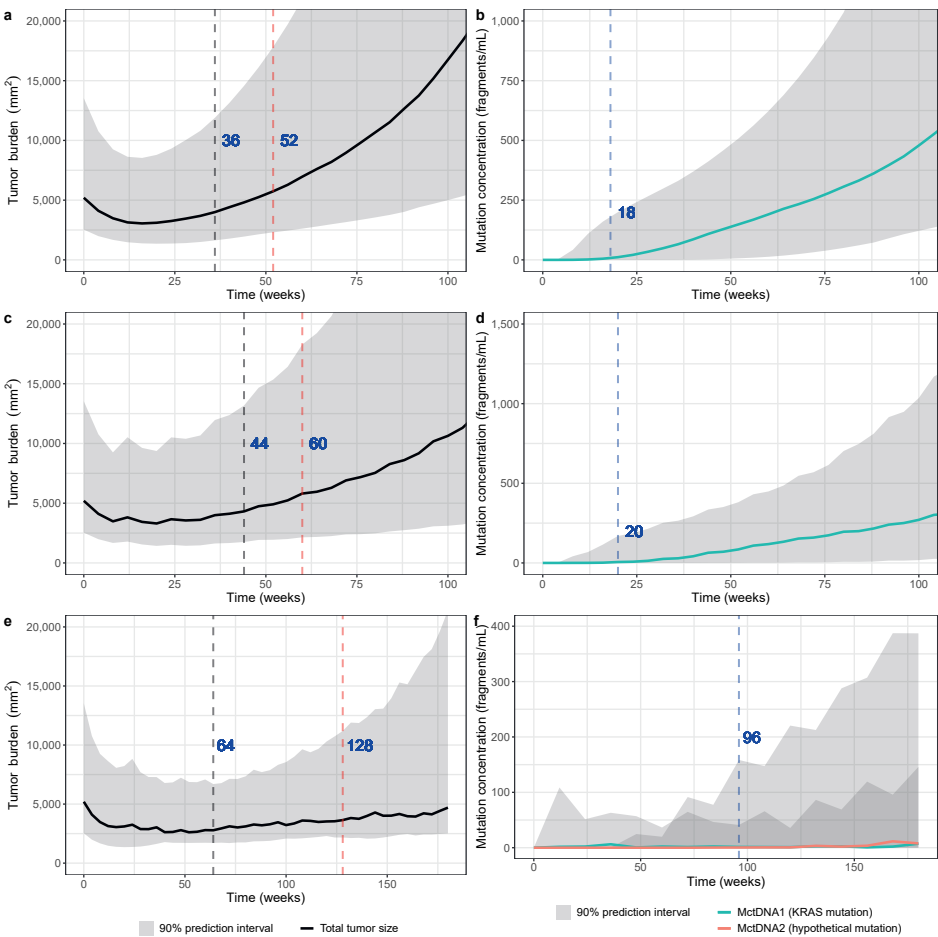 a
Tumor burden (mm²)
20,000
15,000
10,000
5,000
0
36
52
0
25
50
75
100
Time (weeks)
b
Mutation concentration (fragments/mL)
1,000
750
500
250
0
18
0
25
50
75
100
Time (weeks)
c
Tumor burden (mm²)
20,000
15,000
10,000
5,000
0
44
60
0
25
50
75
100
Time (weeks)
d
Mutation concentration (fragments/mL)
1,500
1,000
500
0
20
0
25
50
75
100
Time (weeks)
e
Tumor burden (mm²)
20,000
15,000
10,000
5,000
0
64
128
0
50
100
150
Time (weeks)
90% prediction interval
Total tumor size
f
Mutation concentration (fragments/mL)
400
300
200
100
0
96
0
50
100
150
Time (weeks)
90% prediction interval
MctDNA1 (KRAS mutation)
MctDNA2 (hypothetical mutation)